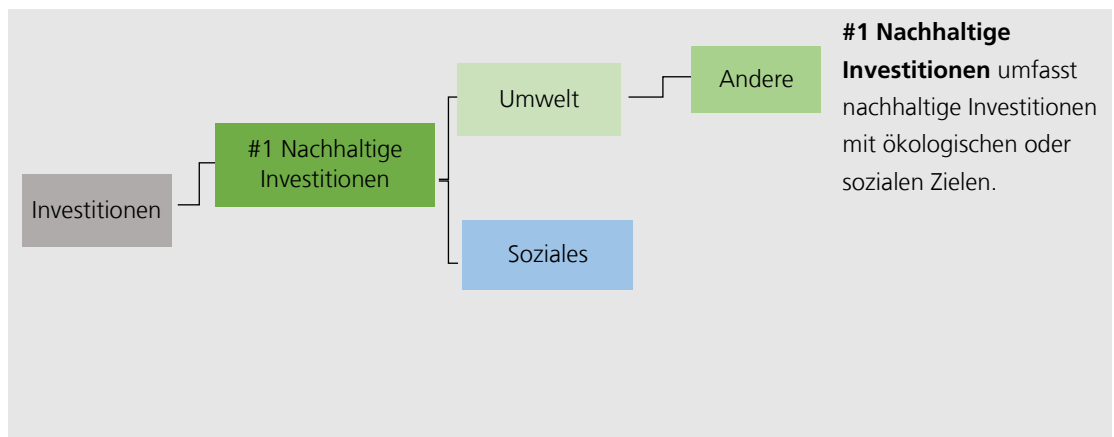 Investitionen
#1 Nachhaltige
Investitionen
Umwelt
Andere
Soziales
#1 Nachhaltige
Investitionen umfasst
nachhaltige Investitionen
mit ökologischen oder
sozialen Zielen.